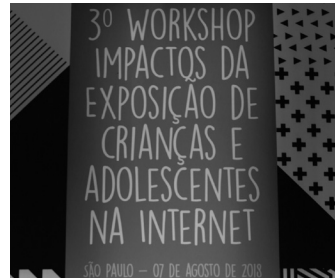 3º WORKSHOP
IMPACTOS DA
EXPOSIÇÃO DE
CRIANÇAS E
ADOLESCENTES
NA INTERNET
SÃO PAULO – 07 DE AGOSTO DE 2018